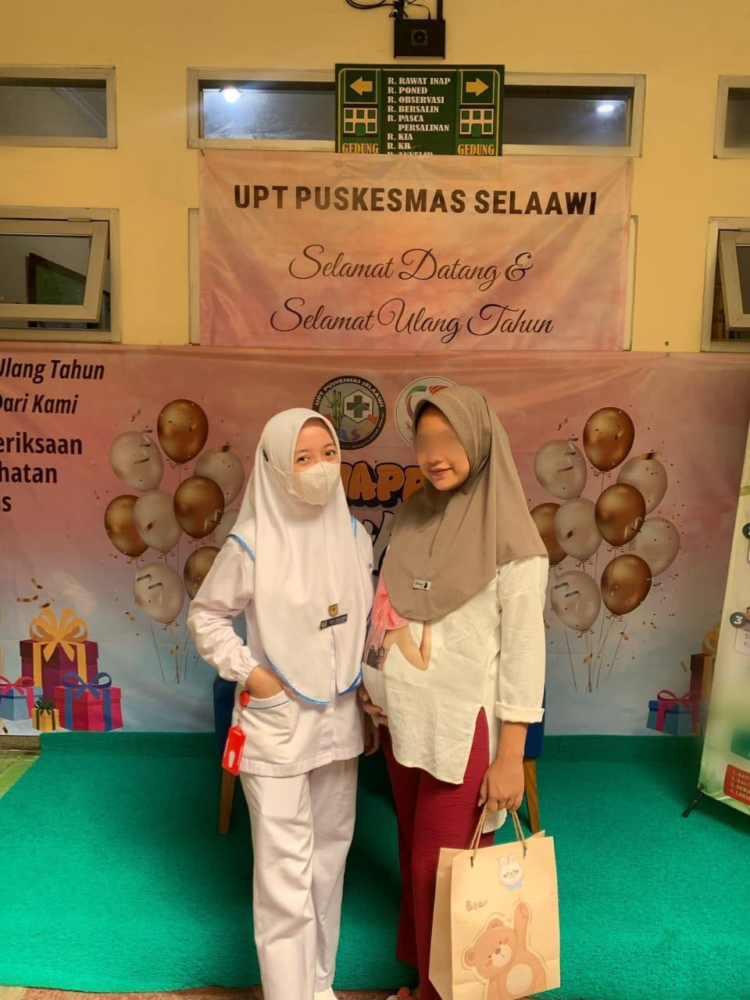 R. RAWAT INAP
R. PONED
R. OBSERVASI
R. BERSALIN
R. PASCA
PERSALINAN
R. KIA
R. KB
GEDUNG
GEDUNG
UPT PUSKESMAS SELAAWI
Selamat Datang &
Selamat Ulang Tahun
Ulang Tahun
Dari Kami
eriksaan
hatan
s
UPT PUSKESMAS SELAAWI
HAPP
3
Bear